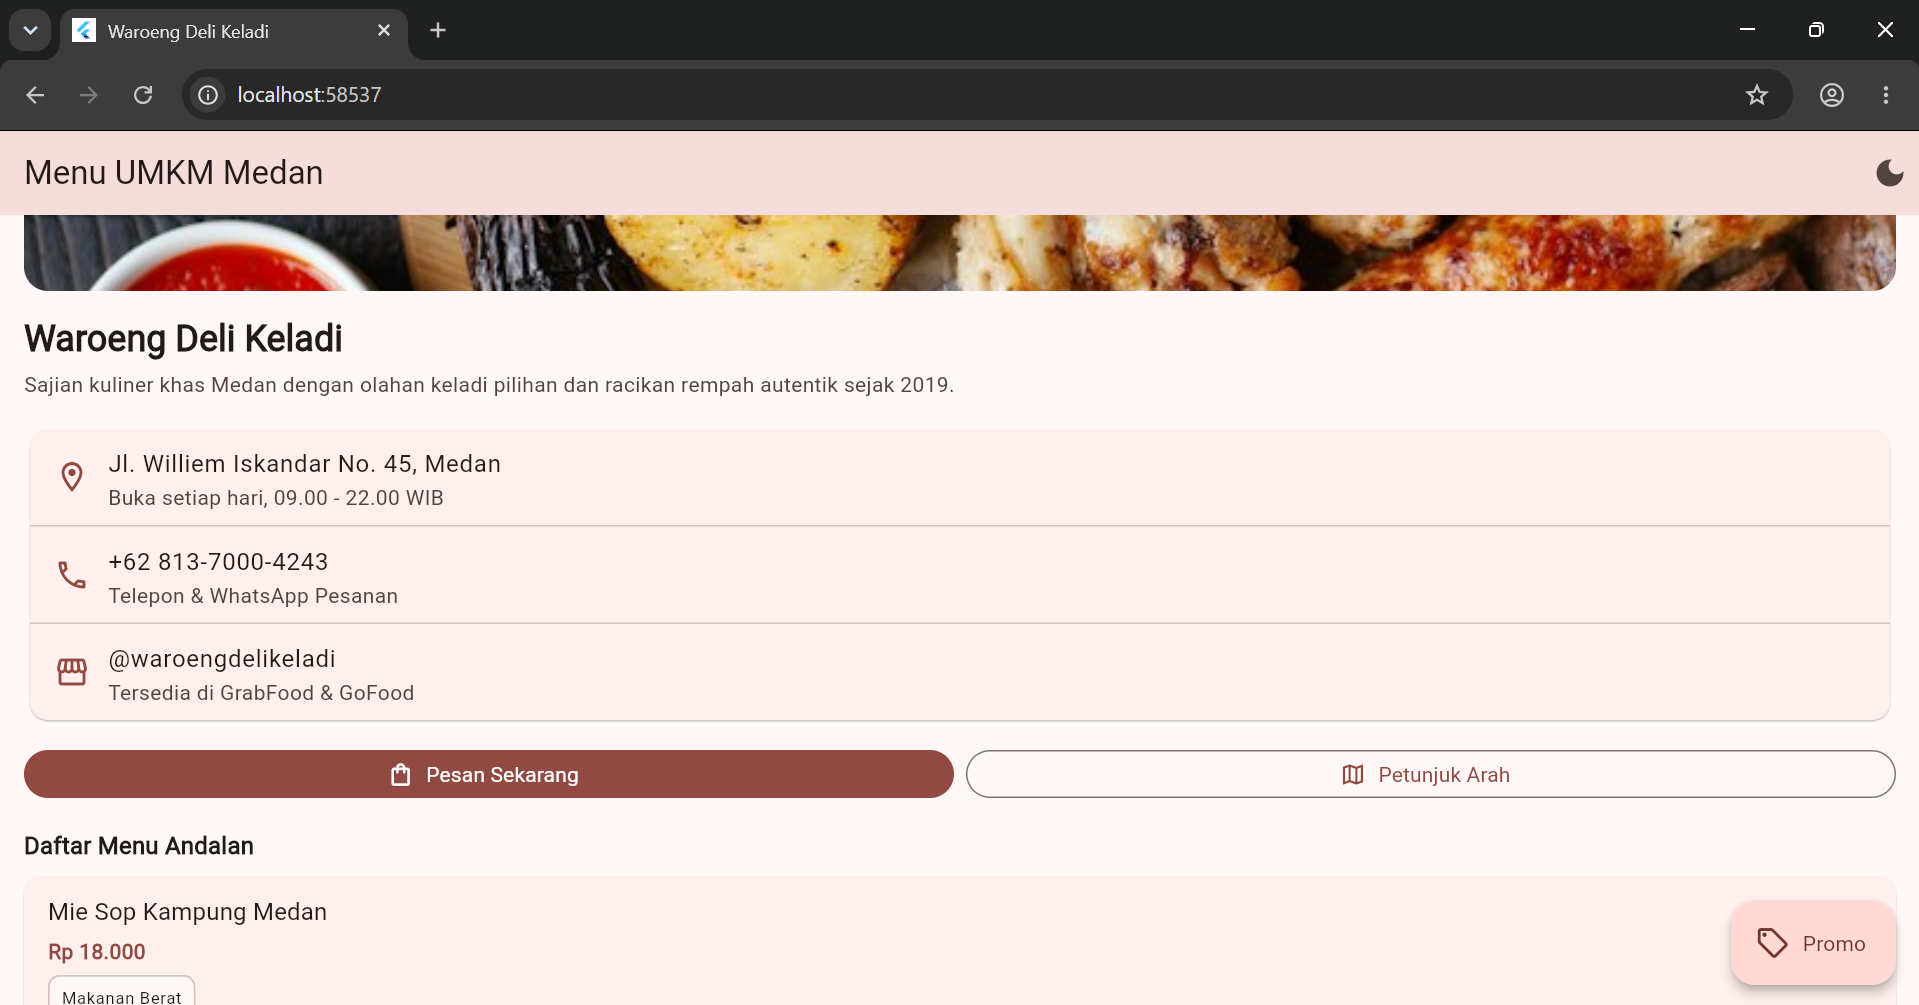 Waroeng Deli Keladi
localhost:58537
Menu UMKM Medan
Waroeng Deli Keladi
Sajian kuliner khas Medan dengan olahan keladi pilihan dan racikan rempah autentik sejak 2019.
Jl. Williem Iskandar No. 45, Medan
Buka setiap hari, 09.00 - 22.00 WIB
+62 813-7000-4243
Telepon & WhatsApp Pesanan
@waroengdelikeladi
Tersedia di GrabFood & GoFood
Pesan Sekarang
Petunjuk Arah
Daftar Menu Andalan
Mie Sop Kampung Medan
Rp 18.000
Promo
Makanan Berat